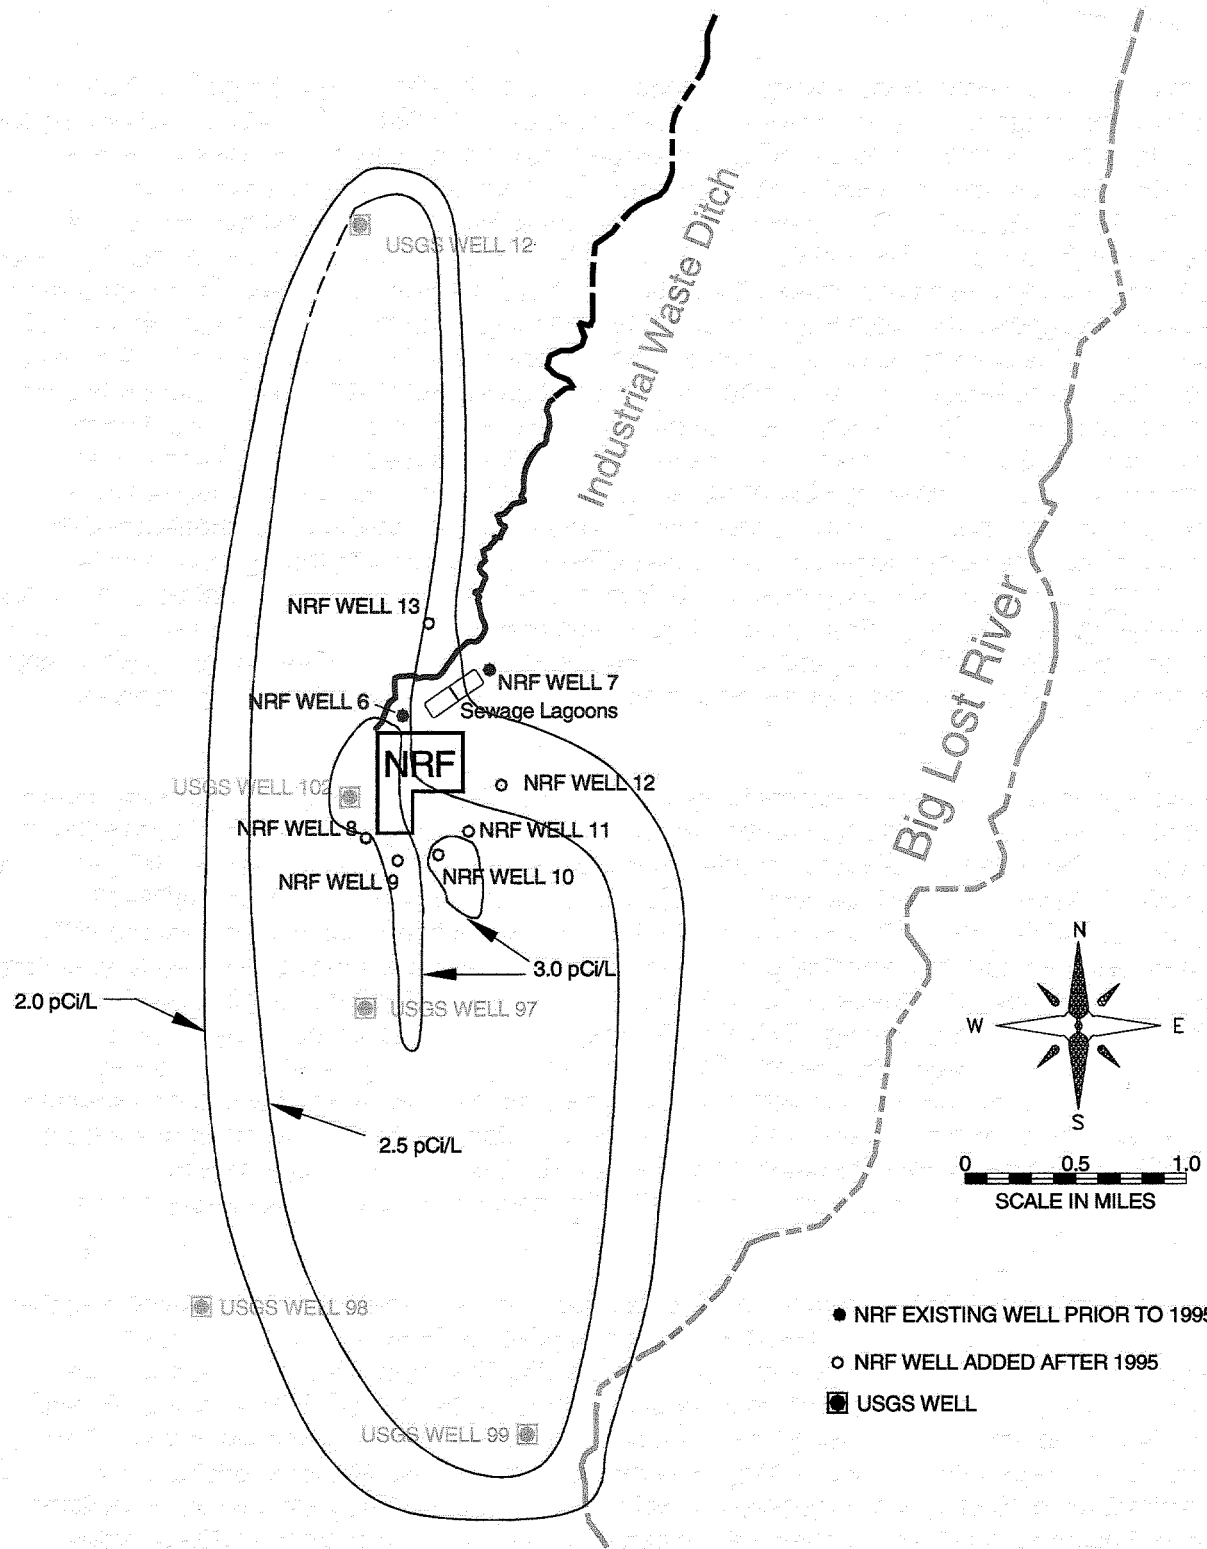 USGS WELL 12
Industrial Waste Ditch
NRF WELL 13
NRF WELL 7
NRF WELL 6
Sewage Lagoons
NRF
USGS WELL 102
NRF WELL 12
NRF WELL 8
NRF WELL 11
NRF WELL 9
NRF WELL 10
Big Lost River
3.0 pCi/L
2.0 pCi/L
USGS WELL 97
2.5 pCi/L
N
W
E
S
0 0.5 1.0
SCALE IN MILES
USGS WELL 98
USGS WELL 99
NRF EXISTING WELL PRIOR TO 1995
NRF WELL ADDED AFTER 1995
USGS WELL